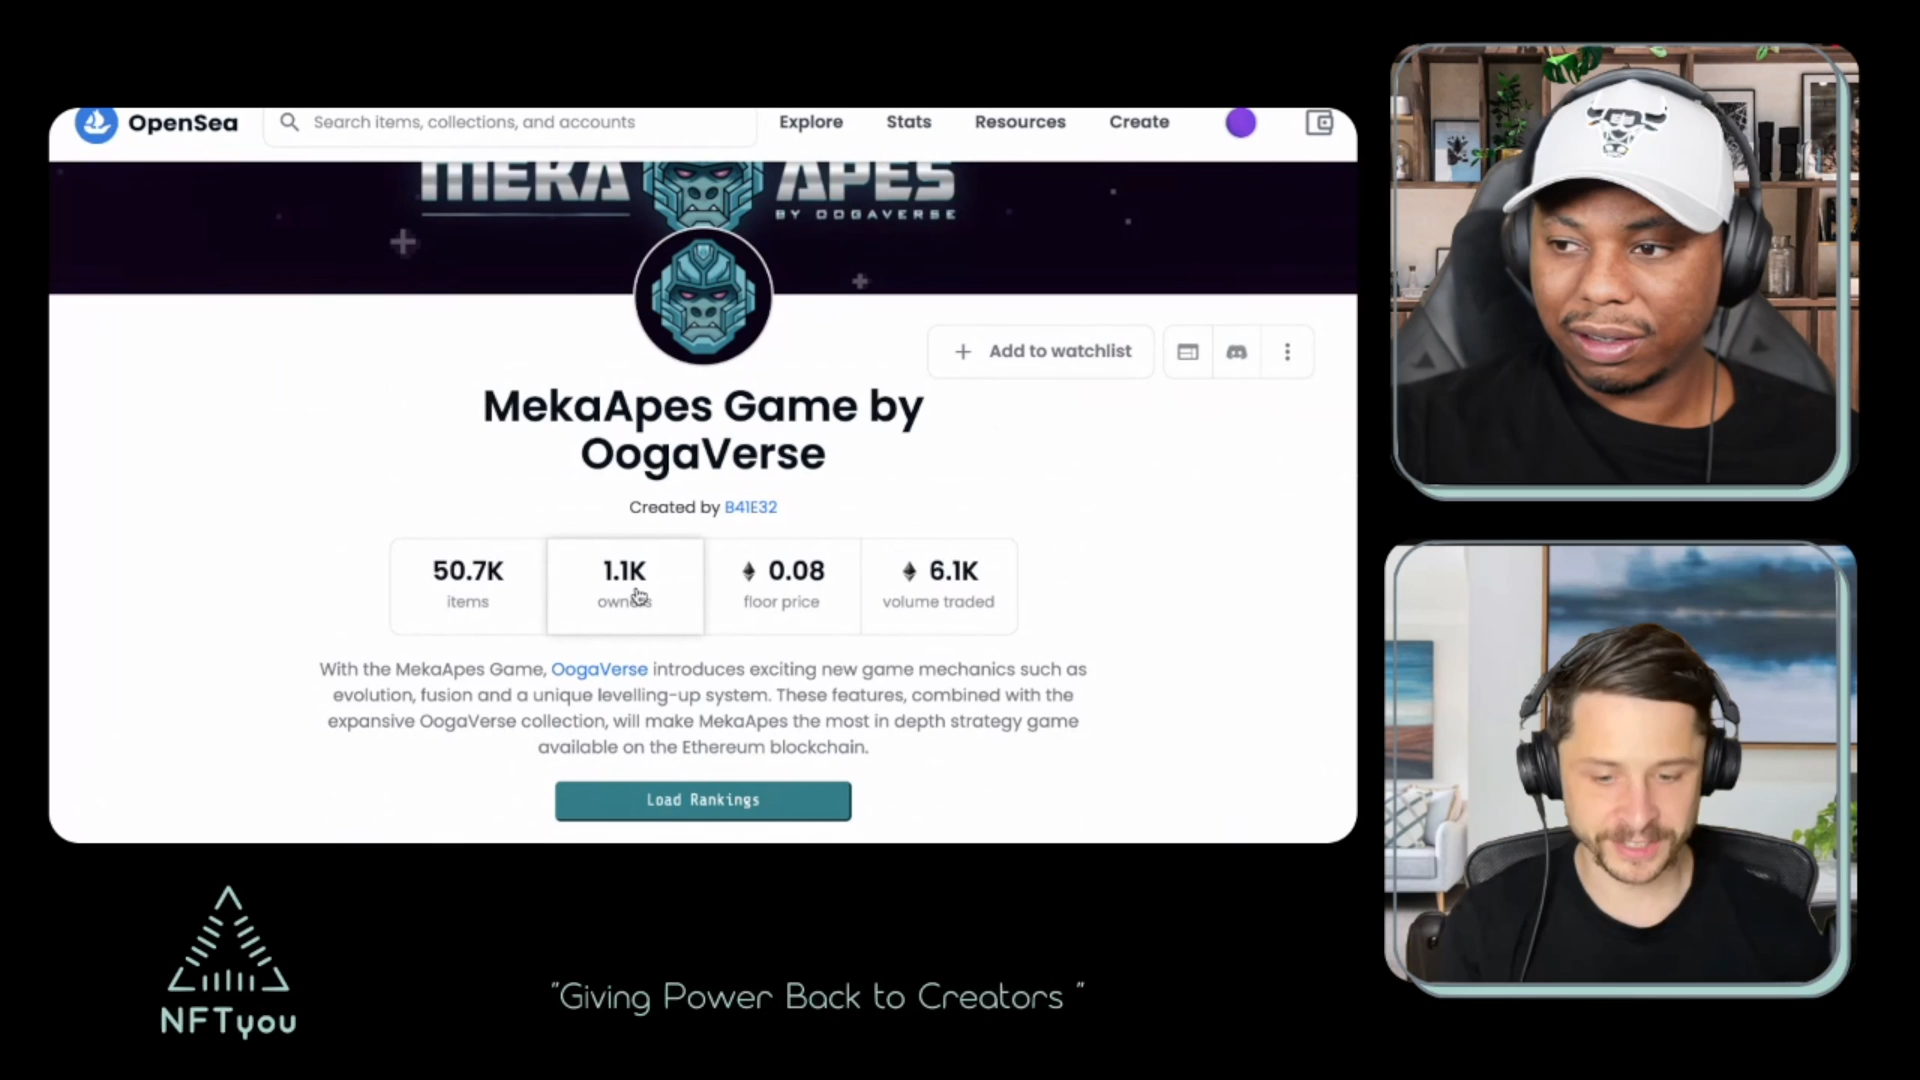 OpenSea
Search items, collections, and accounts
Explore
Stats
Resources
Create
MEKA APES
BY OOGAVERSE
+ Add to watchlist
MekaApes Game by
OogaVerse
Created by B41E32
50.7K
items
1.1K
owners
0.08
floor price
6.1K
volume traded
With the MekaApes Game, OogaVerse introduces exciting new game mechanics such as
evolution, fusion and a unique levelling-up system. These features, combined with the
expansive OogaVerse collection, will make MekaApes the most in depth strategy game
available on the Ethereum blockchain.
Load Rankings
NFTyou
"Giving Power Back to Creators "